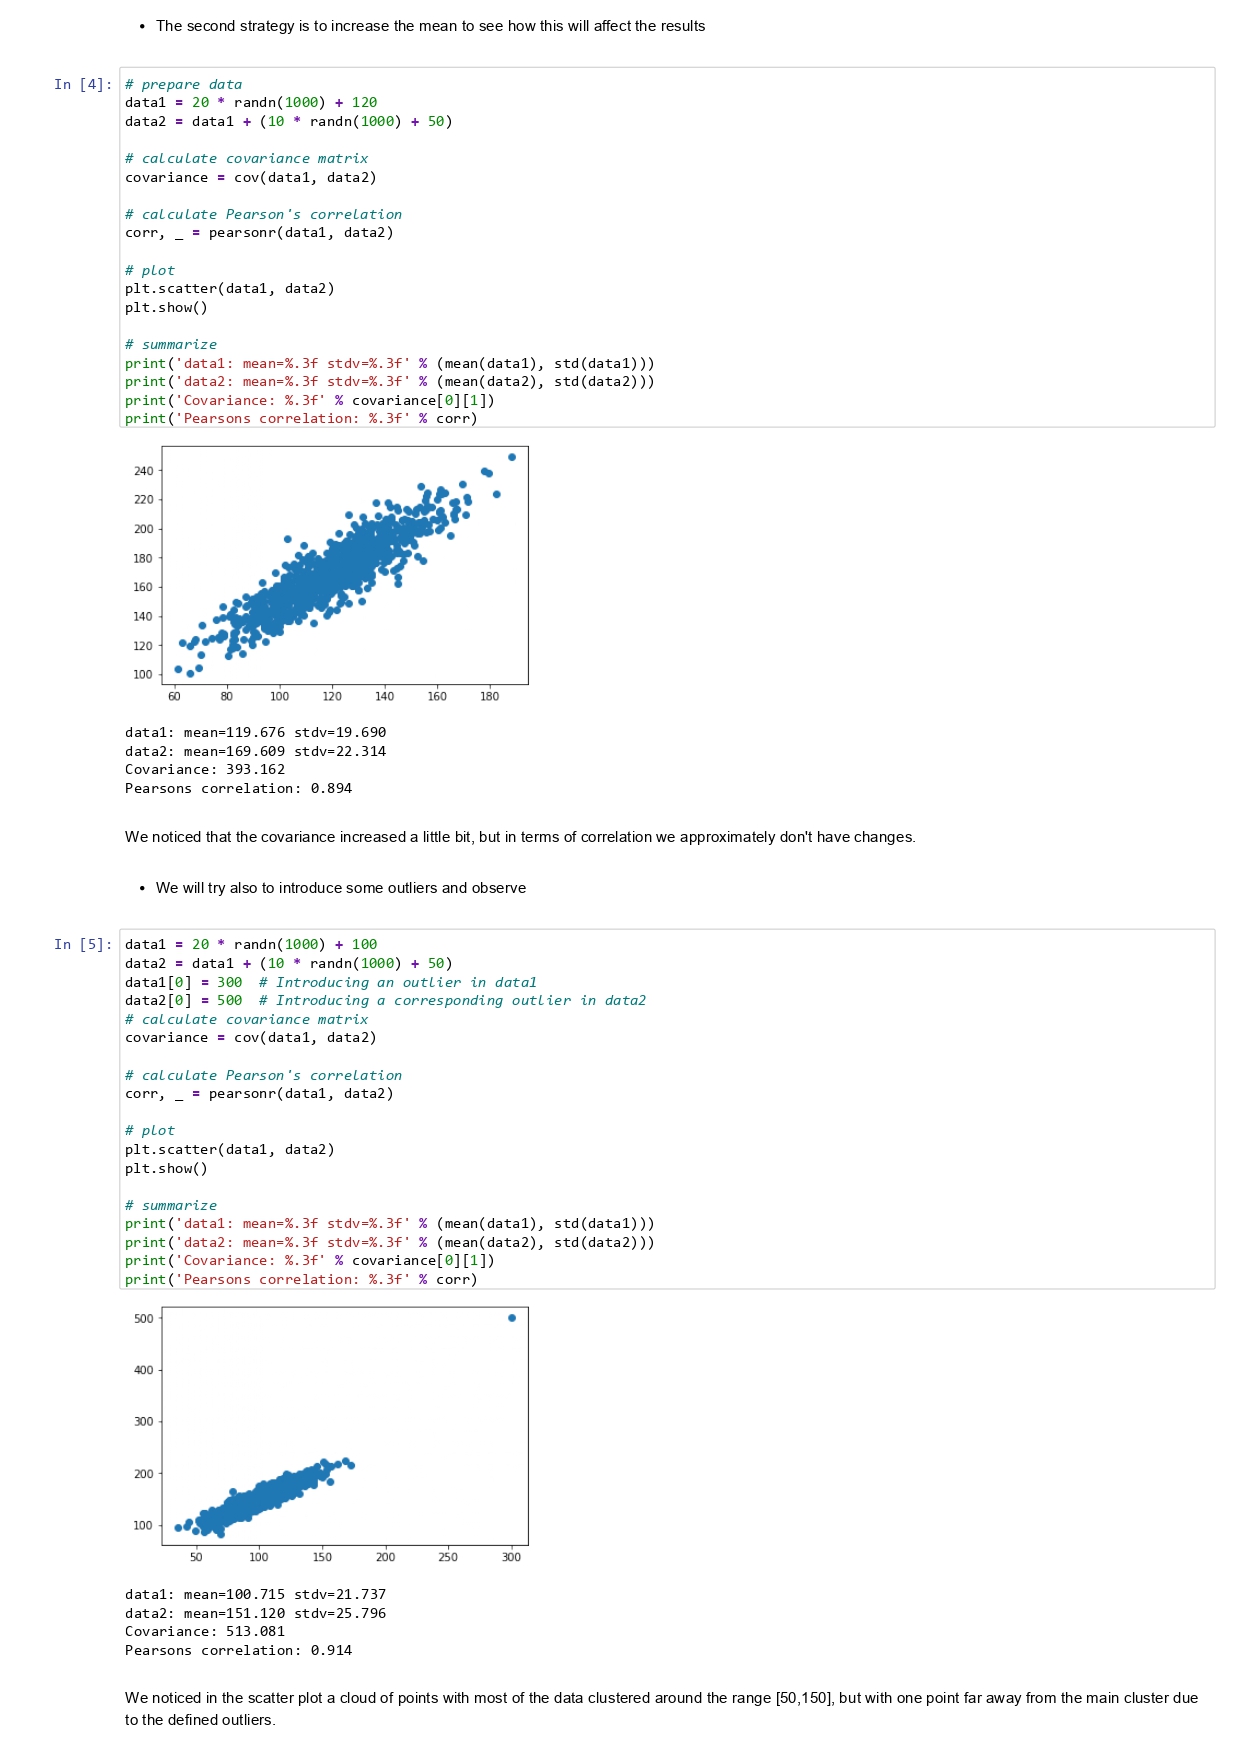 • The second strategy is to increase the mean to see how this will affect the results
In [4]:
# prepare data
data1 = 20 * randn(1000) + 120
data2 = data1 + (10 * randn(1000) + 50)
# calculate covariance matrix
covariance = cov(data1, data2)
# calculate Pearson's correlation
corr, _ = pearsonr(data1, data2)
# plot
plt.scatter(data1, data2)
plt.show()
# summarize
print('data1: mean=%.3f stdv=%.3f' % (mean(data1), std(data1)))
print('data2: mean=%.3f stdv=%.3f' % (mean(data2), std(data2)))
print('Covariance: %.3f' % covariance[0][1])
print('Pearsons correlation: %.3f' % corr)
240
220
200
180
160
140
120
100
60 80 100 120 140 160 180
data1: mean=119.676 stdv=19.690
data2: mean=169.609 stdv=22.314
Covariance: 393.162
Pearsons correlation: 0.894
We noticed that the covariance increased a little bit, but in terms of correlation we approximately don't have changes.
• We will try also to introduce some outliers and observe
In [5]:
data1 = 20 * randn(1000) + 100
data2 = data1 + (10 * randn(1000) + 50)
data1[0] = 300  # Introducing an outlier in data1
data2[0] = 500  # Introducing a corresponding outlier in data2
# calculate covariance matrix
covariance = cov(data1, data2)
# calculate Pearson's correlation
corr, _ = pearsonr(data1, data2)
# plot
plt.scatter(data1, data2)
plt.show()
# summarize
print('data1: mean=%.3f stdv=%.3f' % (mean(data1), std(data1)))
print('data2: mean=%.3f stdv=%.3f' % (mean(data2), std(data2)))
print('Covariance: %.3f' % covariance[0][1])
print('Pearsons correlation: %.3f' % corr)
500
400
300
200
100
50 100 150 200 250 300
data1: mean=100.715 stdv=21.737
data2: mean=151.120 stdv=25.796
Covariance: 513.081
Pearsons correlation: 0.914
We noticed in the scatter plot a cloud of points with most of the data clustered around the range [50,150], but with one point far away from the main cluster due
to the defined outliers.